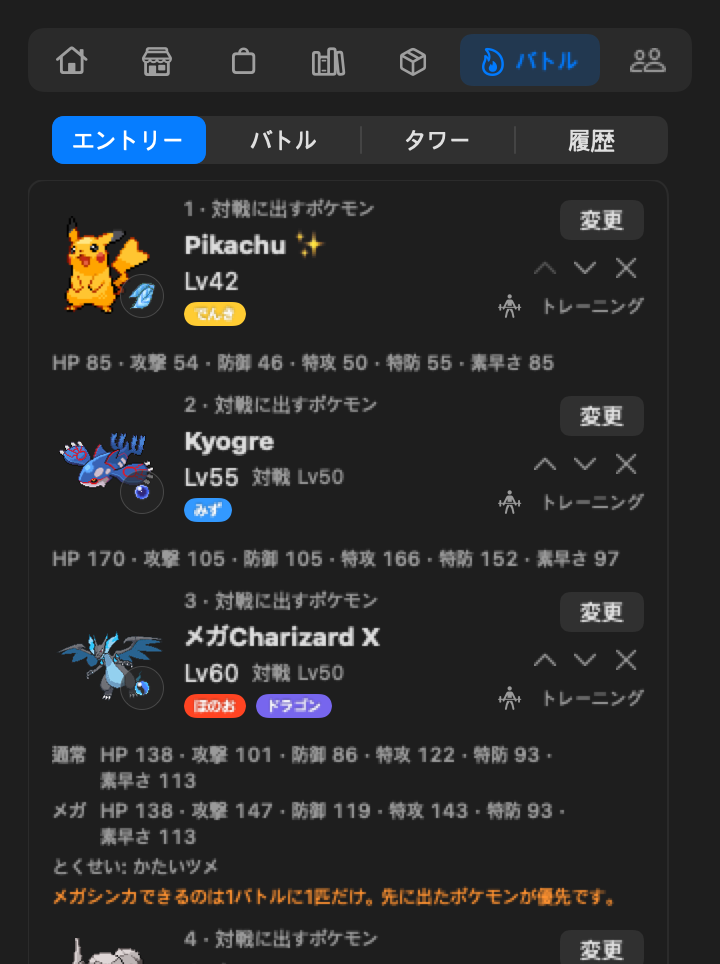 バトル
エントリー
バトル
タワー
履歴
1・対戦に出すポケモン
変更
Pikachu
Lv42
でんき
トレーニング
HP 85・攻撃 54・防御 46・特攻 50・特防 55・素早さ 85
2・対戦に出すポケモン
変更
Kyogre
Lv55 対戦 Lv50
みず
トレーニング
HP 170・攻撃 105・防御 105・特攻 166・特防 152・素早さ 97
3・対戦に出すポケモン
変更
メガCharizard X
Lv60 対戦 Lv50
ほのお ドラゴン
トレーニング
通常 HP 138・攻撃 101・防御 86・特攻 122・特防 93・
素早さ 113
メガ HP 138・攻撃 147・防御 119・特攻 143・特防 93・
素早さ 113
とくせい: かたいツメ
メガシンカできるのは1バトルに1匹だけ。先に出たポケモンが優先です。
4・対戦に出すポケモン
変更